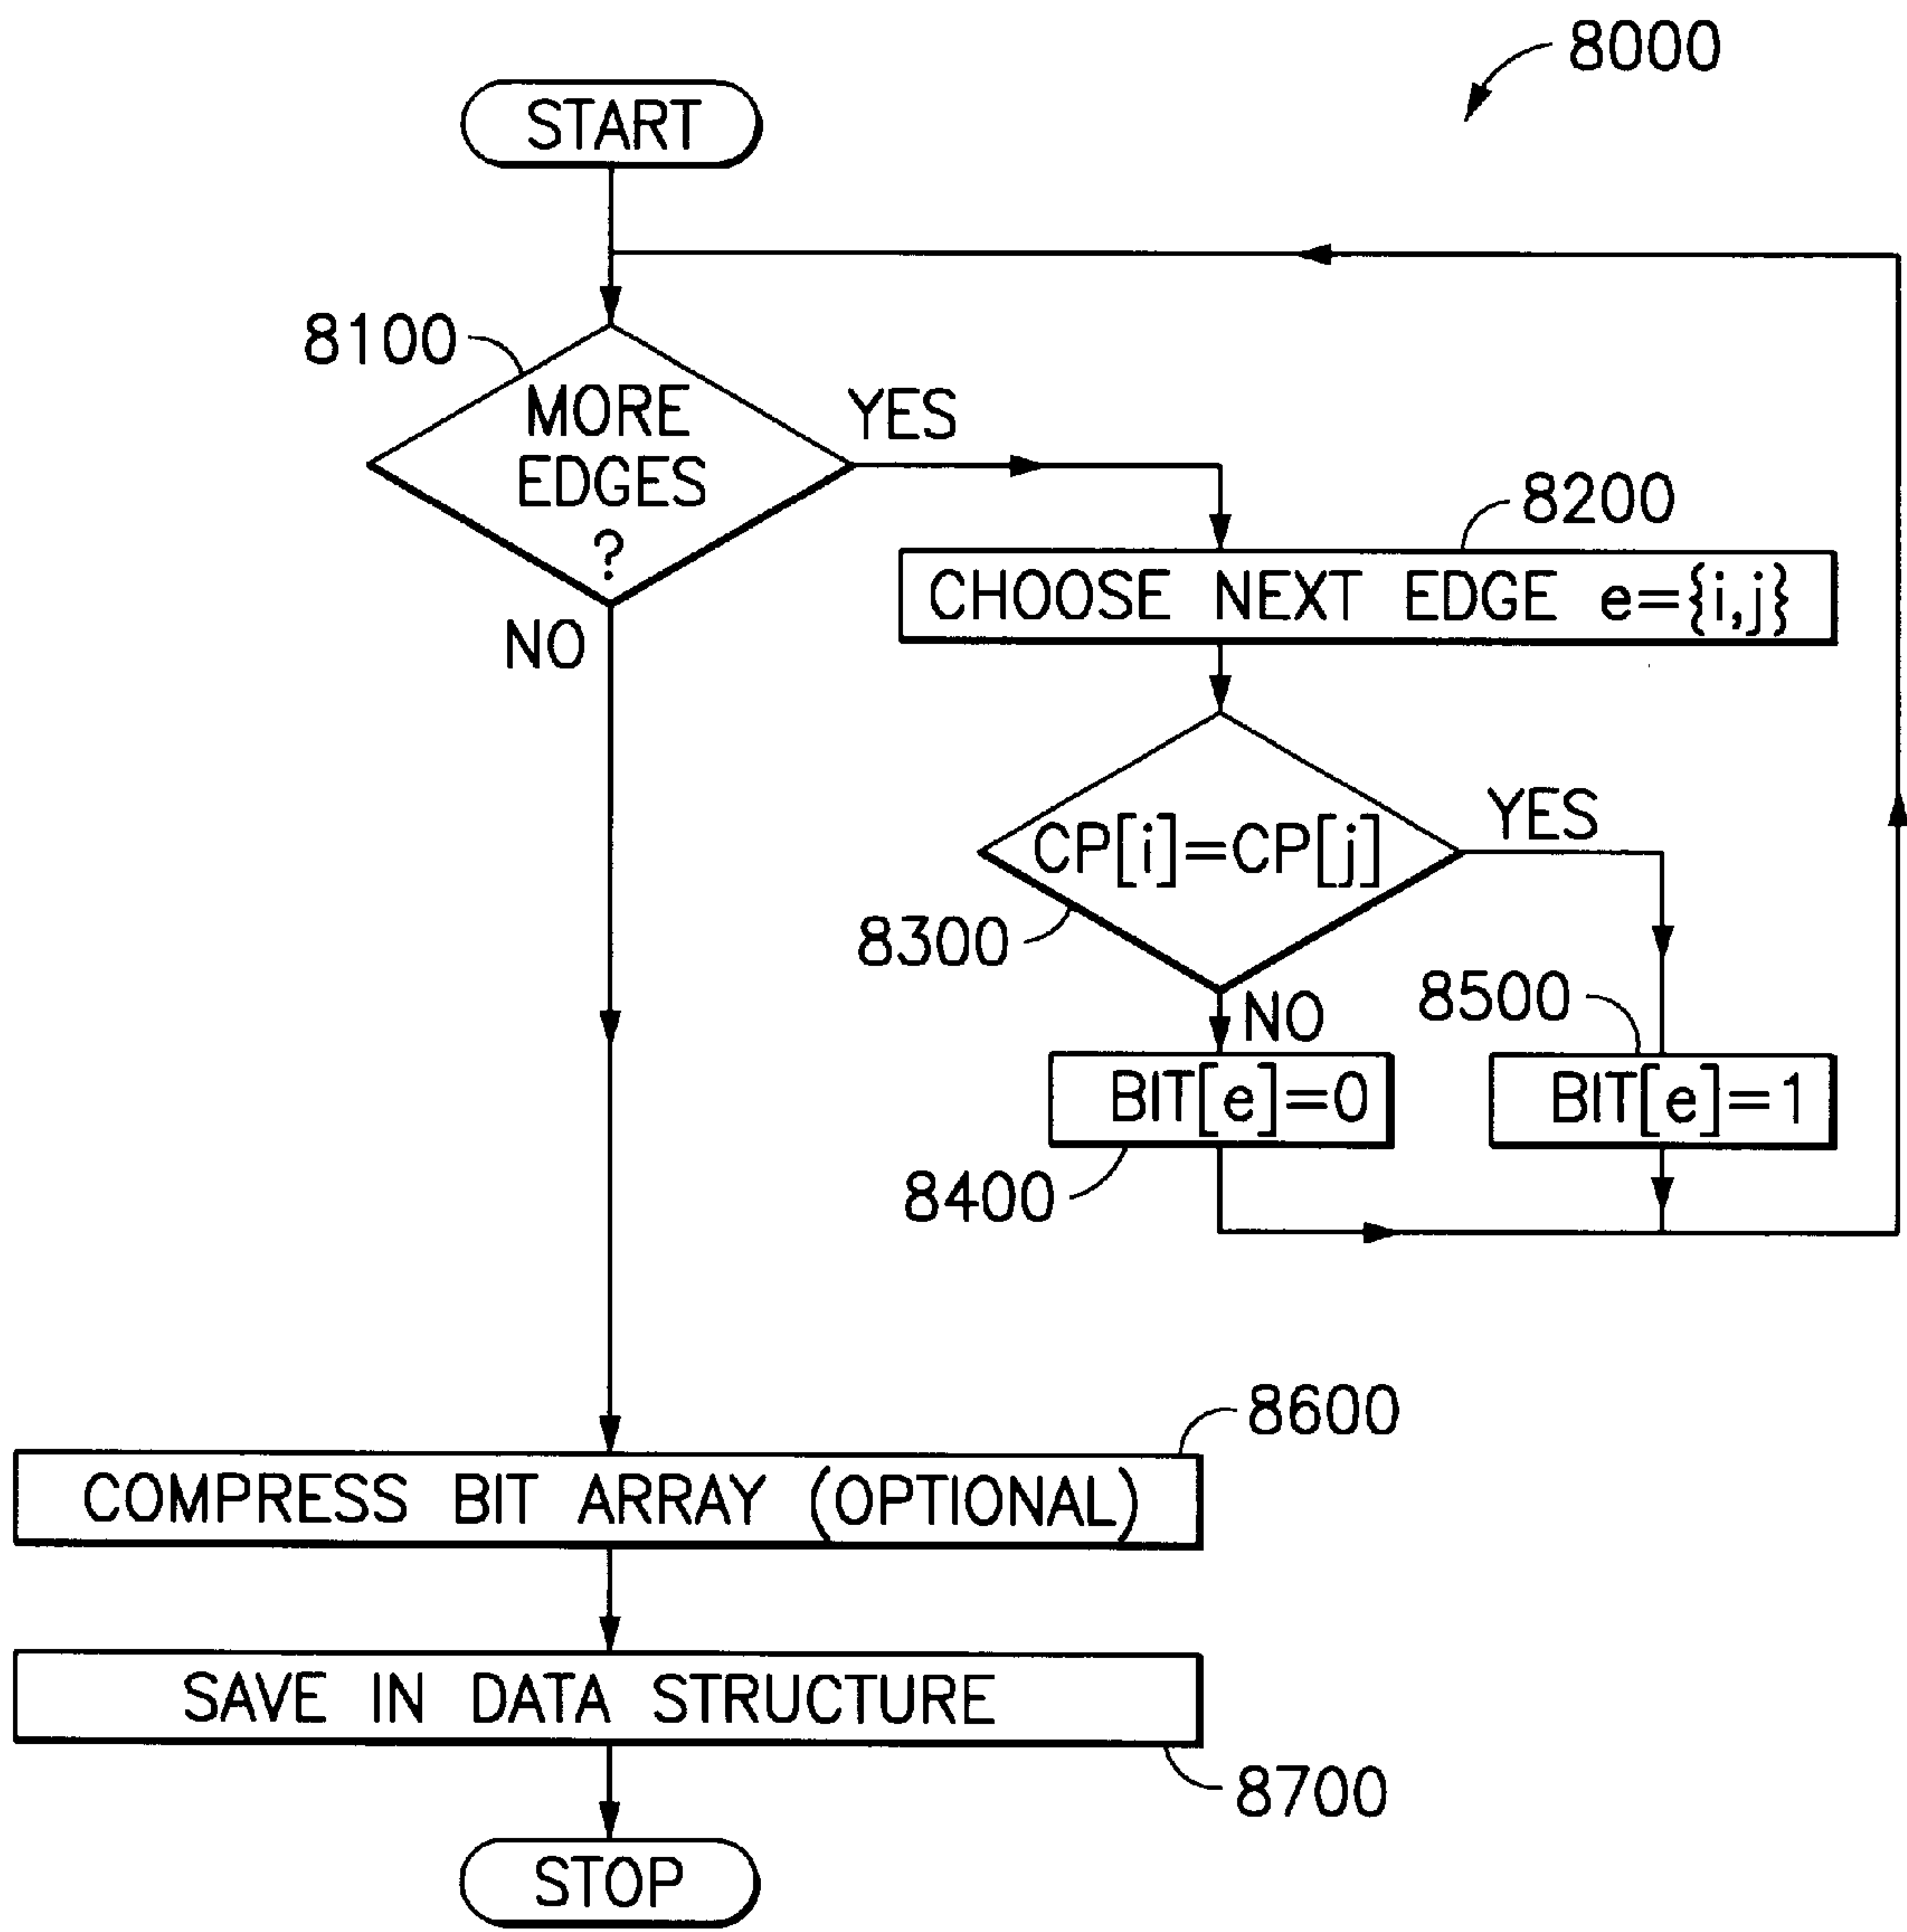 8000
START
8100
MORE
EDGES
?
YES
NO
8200
CHOOSE NEXT EDGE e={i,j}
CP[i]=CP[j]
YES
8300
NO
8500
BIT[e]=0
BIT[e]=1
8400
8600
COMPRESS BIT ARRAY (OPTIONAL)
SAVE IN DATA STRUCTURE
8700
STOP